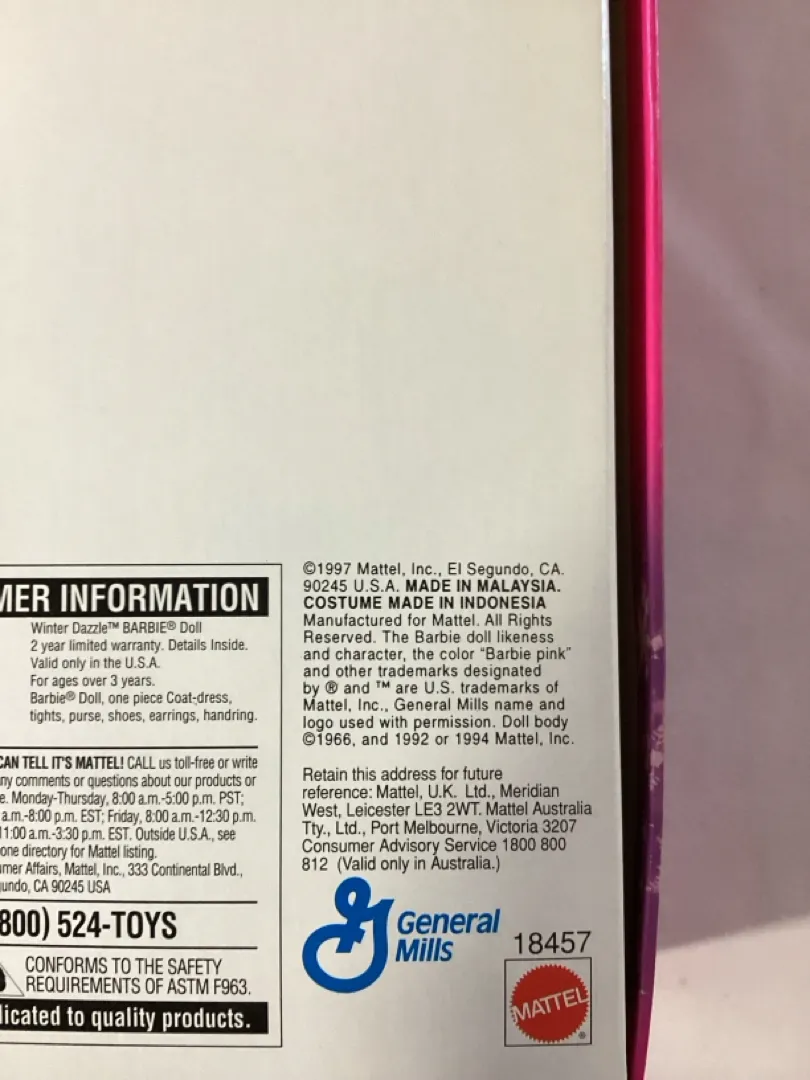 MER INFORMATION
Winter Dazzle™ BARBIE® Doll
2 year limited warranty. Details Inside.
Valid only in the U.S.A.
For ages over 3 years.
Barbie® Doll, one piece Coat-dress,
tights, purse, shoes, earrings, handring.
CAN TELL IT'S MATTEL! CALL us toll-free or write
ny comments or questions about our products or
e. Monday-Thursday, 8:00 a.m.-5:00 p.m. PST;
a.m.-8:00 p.m. EST; Friday, 8:00 a.m.-12:30 p.m.
11:00 a.m.-3:30 p.m. EST. Outside U.S.A., see
one directory for Mattel listing.
mer Affairs, Mattel, Inc., 333 Continental Blvd.,
undo, CA 90245 USA
800) 524-TOYS
CONFORMS TO THE SAFETY
REQUIREMENTS OF ASTM F963.
licated to quality products.
©1997 Mattel, Inc., El Segundo, CA.
90245 U.S.A. MADE IN MALAYSIA.
COSTUME MADE IN INDONESIA
Manufactured for Mattel. All Rights
Reserved. The Barbie doll likeness
and character, the color "Barbie pink"
and other trademarks designated
by ® and ™ are U.S. trademarks of
Mattel, Inc., General Mills name and
logo used with permission. Doll body
©1966, and 1992 or 1994 Mattel, Inc.
Retain this address for future
reference: Mattel, U.K. Ltd., Meridian
West, Leicester LE3 2WT. Mattel Australia
Tty., Ltd., Port Melbourne, Victoria 3207
Consumer Advisory Service 1800 800
812 (Valid only in Australia.)
G General
Mills
18457
MATTEL
®